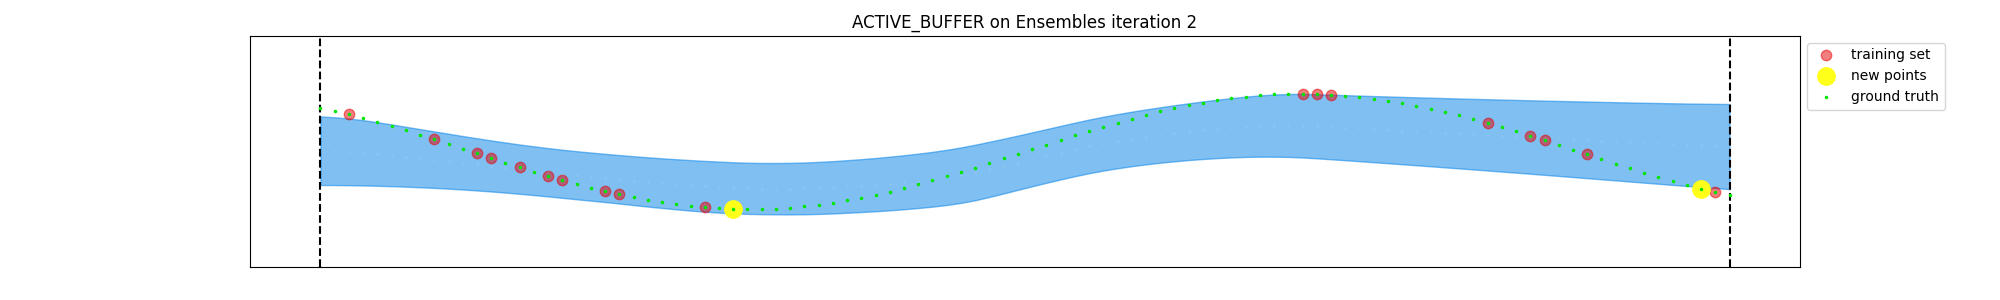 ACTIVE_BUFFER on Ensembles iteration 2
training set
new points
ground truth